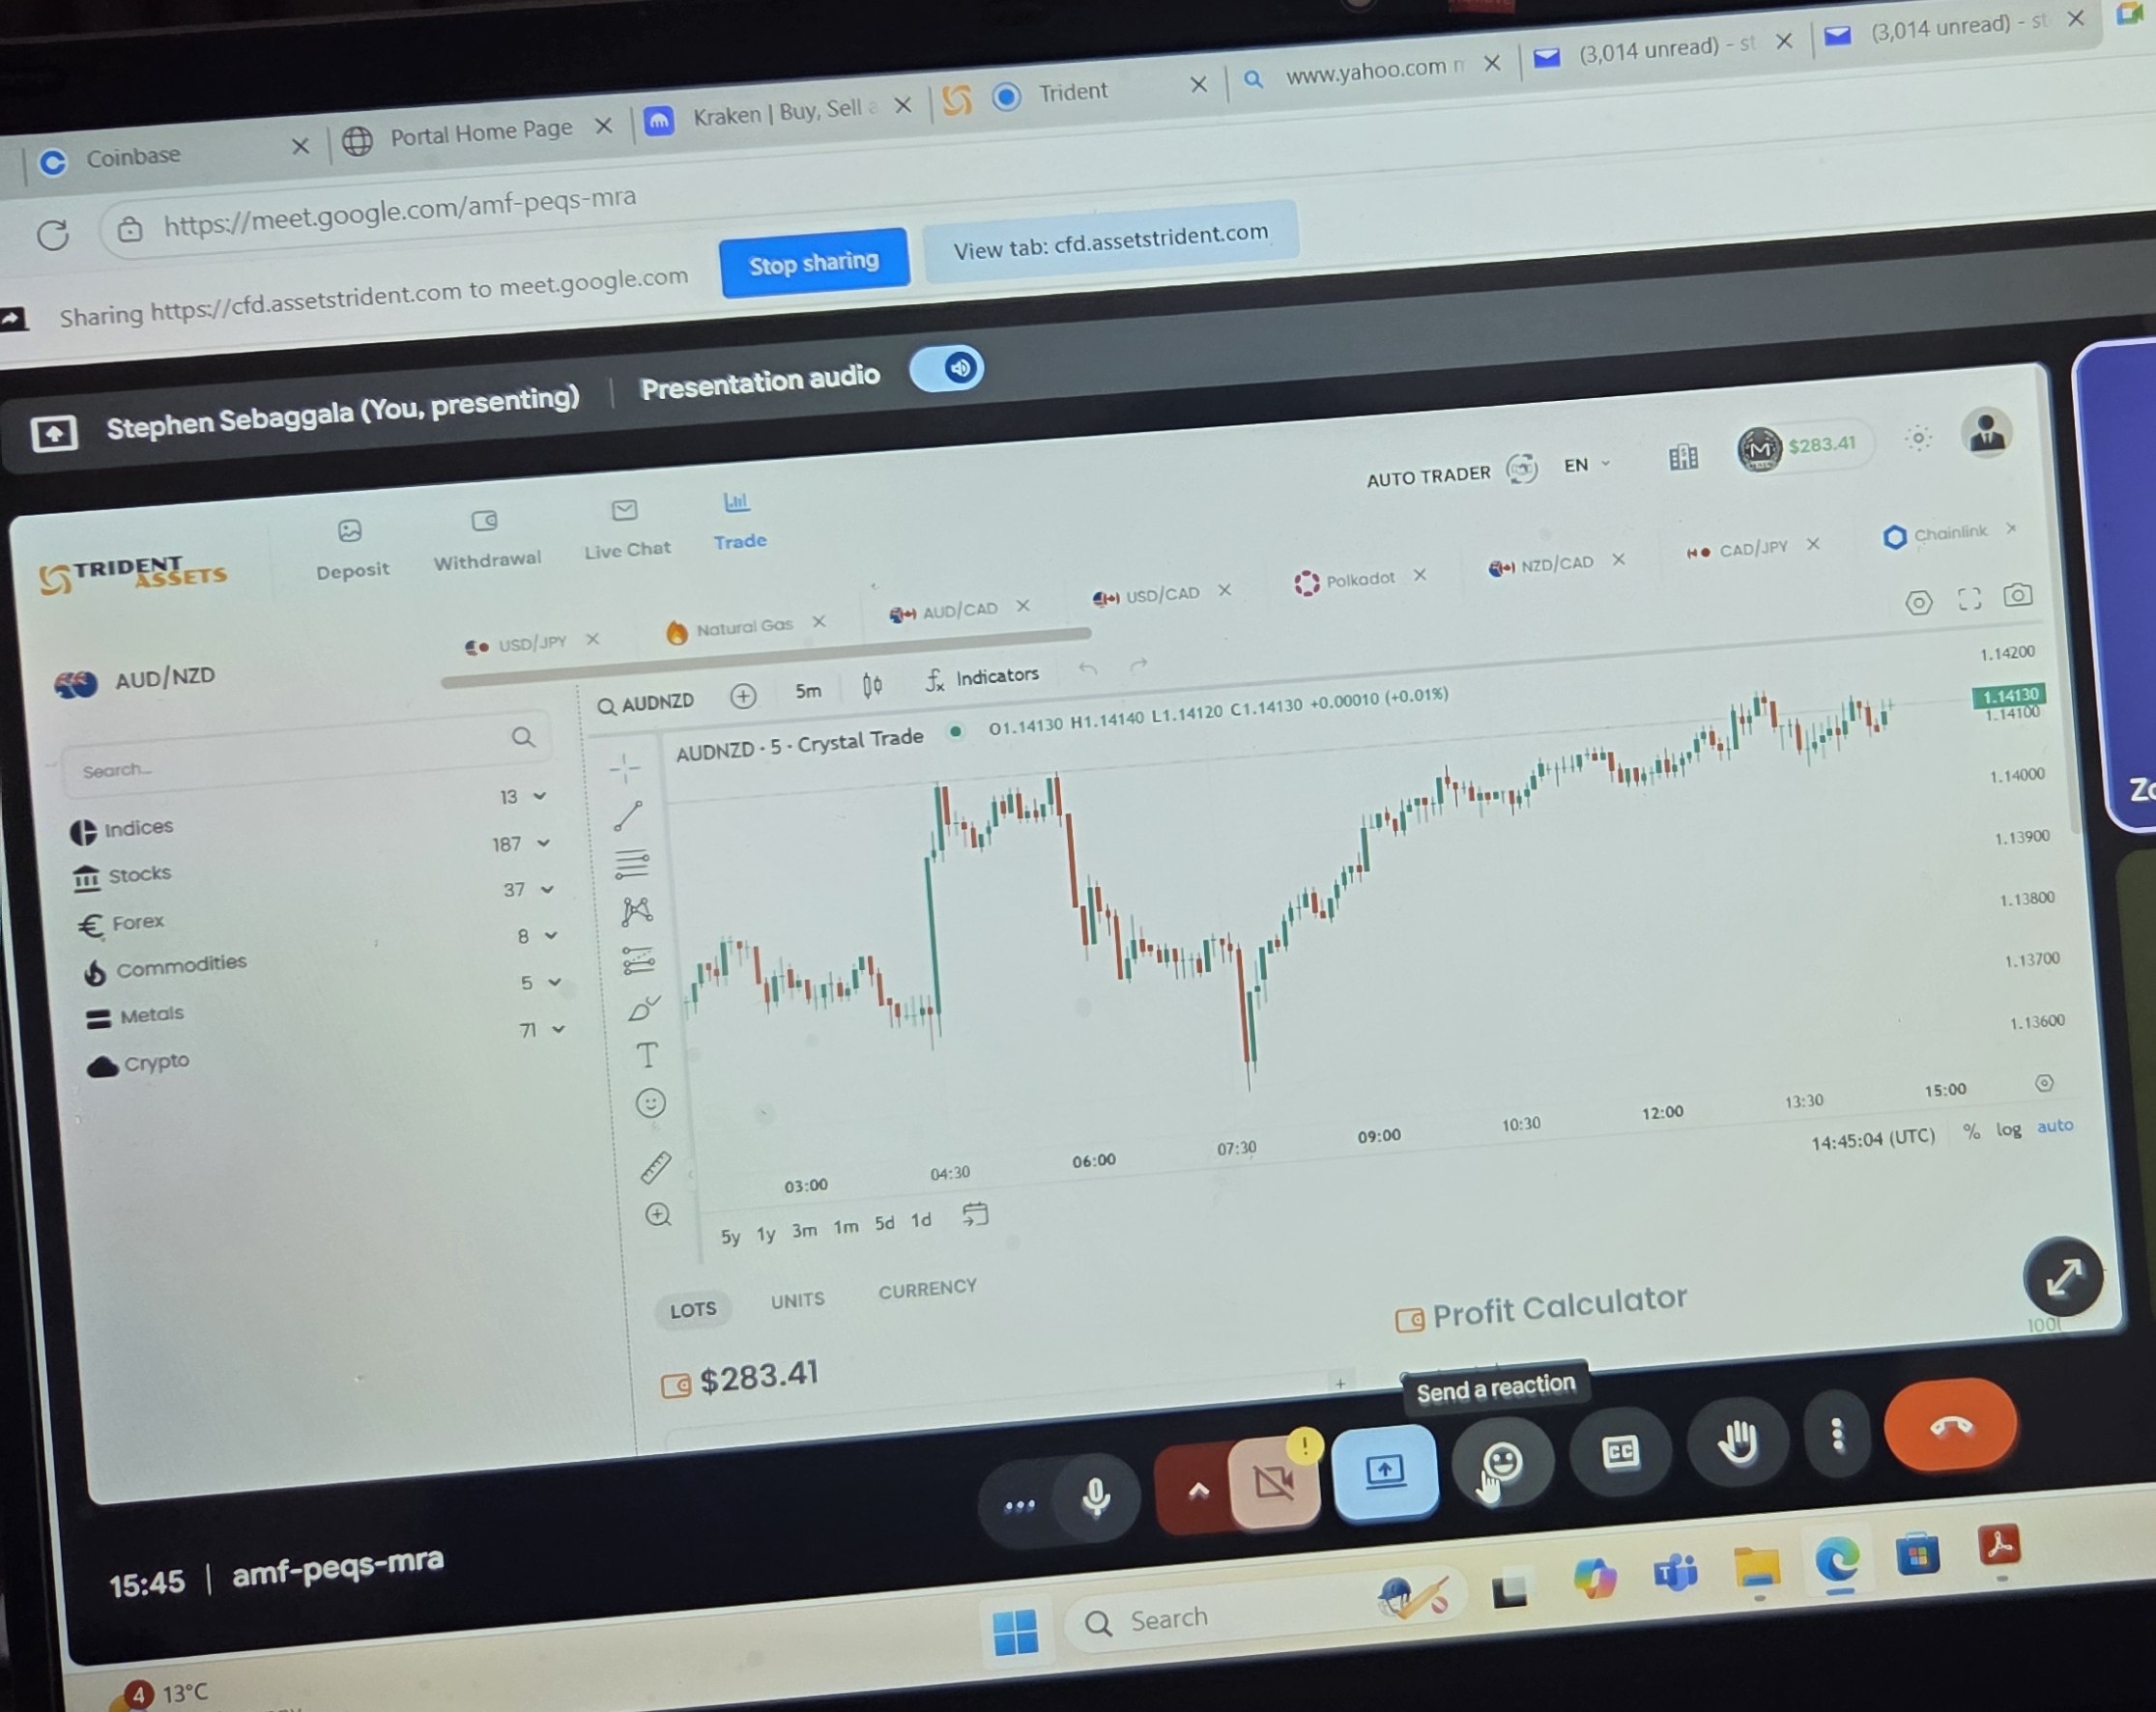 Coinbase
Portal Home Page
Kraken | Buy, Sell a
Trident
www.yahoo.com
(3,014 unread) - st
(3,014 unread) - st
https://meet.google.com/amf-peqs-mra
Sharing https://cfd.assetstrident.com to meet.google.com
Stop sharing
View tab: cfd.assetstrident.com
Stephen Sebaggala (You, presenting)
Presentation audio
TRIDENT
ASSETS
Deposit
Withdrawal
Live Chat
Trade
AUTO TRADER
EN
M
$283.41
USD/JPY
Natural Gas
AUD/CAD
USD/CAD
Polkadot
NZD/CAD
CAD/JPY
Chainlink
AUD/NZD
Search...
Indices
13
Stocks
187
Forex
37
Commodities
8
Metals
5
Crypto
71
AUDNZD
5m
fx Indicators
AUDNZD · 5 · Crystal Trade
O1.14130 H1.14140 L1.14120 C1.14130 +0.00010 (+0.01%)
1.14200
1.14130
1.14100
1.14000
1.13900
1.13800
1.13700
1.13600
03:00
04:30
06:00
07:30
09:00
10:30
12:00
13:30
15:00
5y 1y 3m 1m 5d 1d
14:45:04 (UTC)
% log auto
LOTS
UNITS
CURRENCY
$283.41
Profit Calculator
Send a reaction
CC
15:45 | amf-peqs-mra
Search
4
13°C